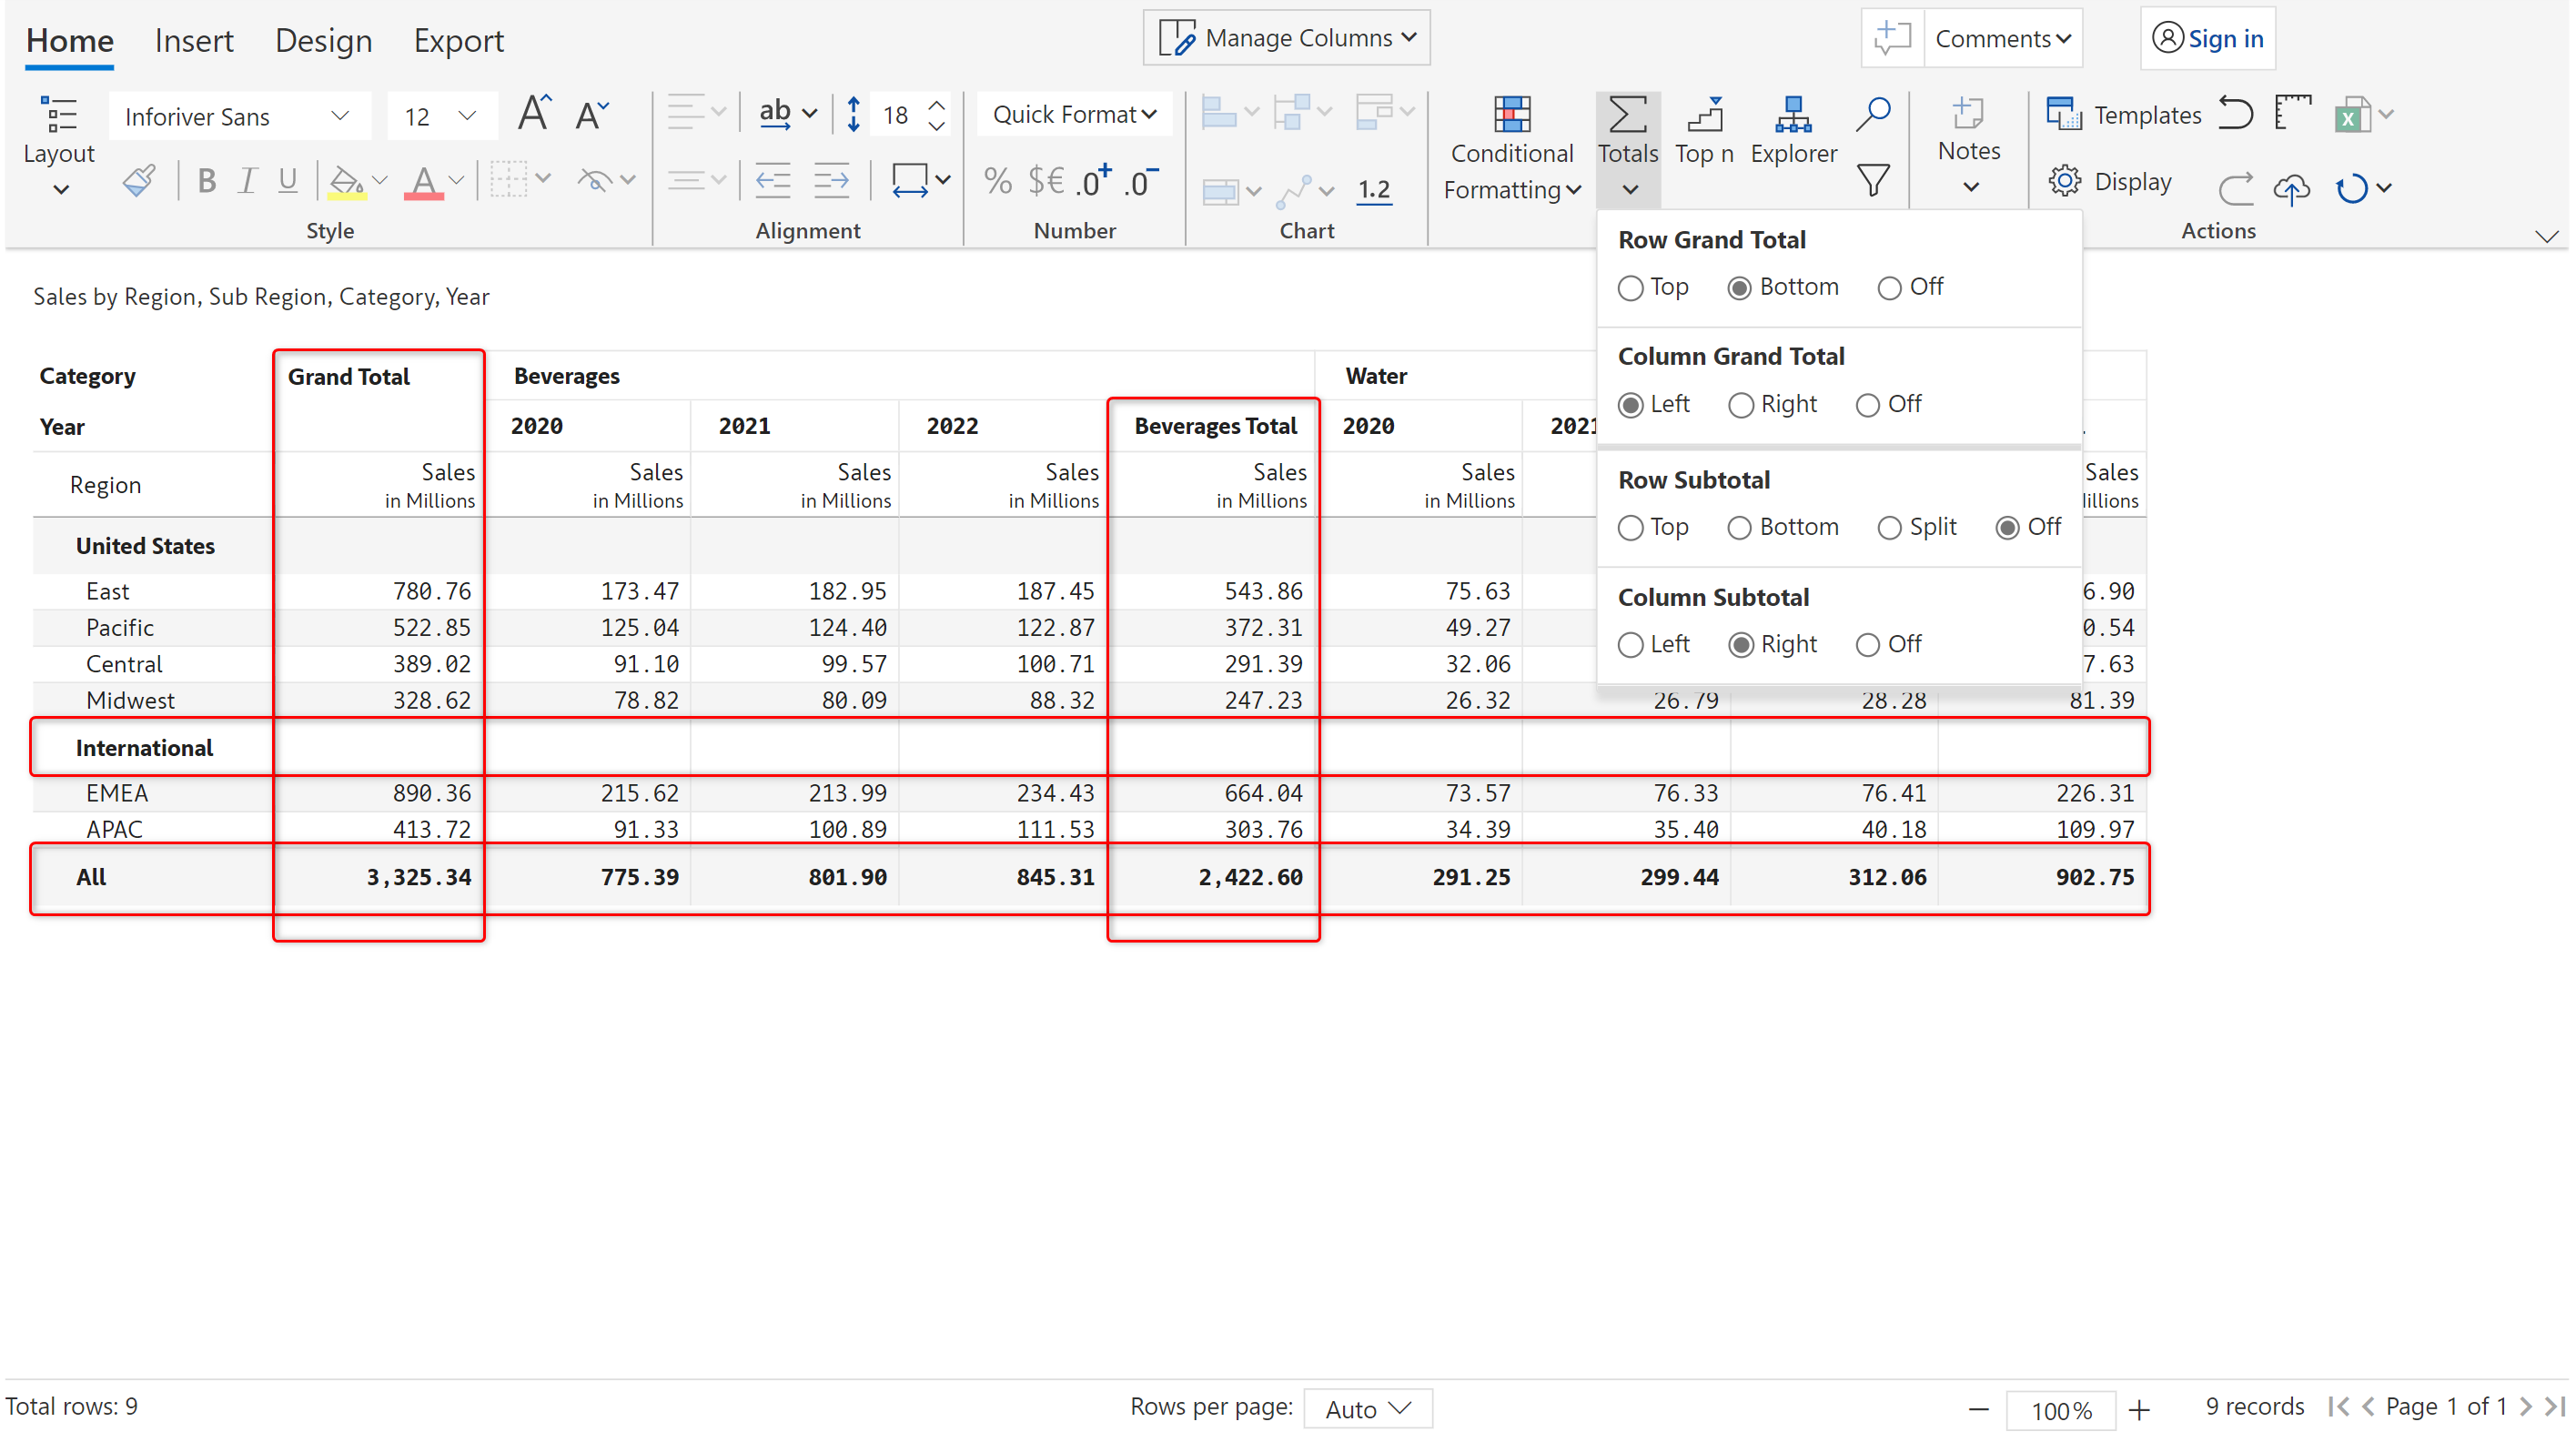 Home Insert Design Export Manage Columns Comments Sign in
Layout Inforiver Sans 12 A A ab 18 Quick Format Conditional Formatting Totals Top n Explorer Notes Templates
B I U A % $€ .0+ .0- 1.2 Display
Style Alignment Number Chart Actions
Row Grand Total
Top Bottom Off
Column Grand Total
Left Right Off
Row Subtotal
Top Bottom Split Off
Column Subtotal
Left Right Off
Sales by Region, Sub Region, Category, Year
Category Grand Total Beverages Water
Year 2020 2021 2022 Beverages Total 2020 2021
Region Sales Sales Sales Sales Sales Sales Sales
in Millions in Millions in Millions in Millions in Millions in Millions illions
United States
East 780.76 173.47 182.95 187.45 543.86 75.63 6.90
Pacific 522.85 125.04 124.40 122.87 372.31 49.27 0.54
Central 389.02 91.10 99.57 100.71 291.39 32.06 7.63
Midwest 328.62 78.82 80.09 88.32 247.23 26.32 26.79 28.28 81.39
International
EMEA 890.36 215.62 213.99 234.43 664.04 73.57 76.33 76.41 226.31
APAC 413.72 91.33 100.89 111.53 303.76 34.39 35.40 40.18 109.97
All 3,325.34 775.39 801.90 845.31 2,422.60 291.25 299.44 312.06 902.75
Total rows: 9 Rows per page: Auto 100% 9 records Page 1 of 1